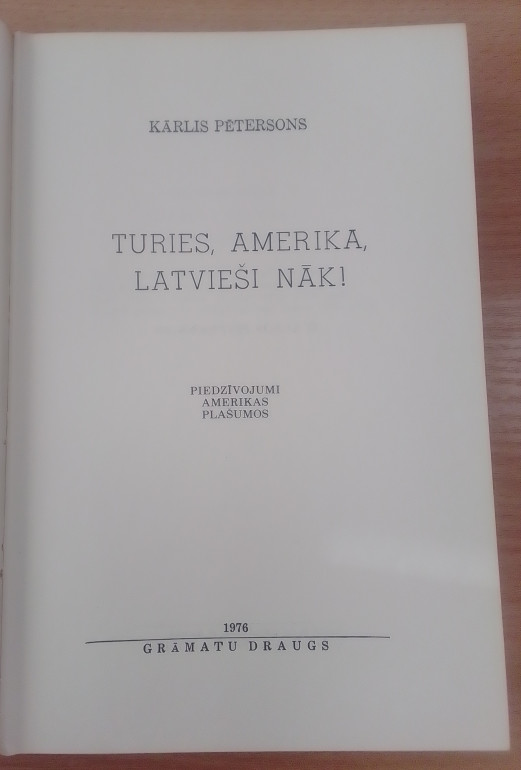 KĀRLIS PĒTERSONS
TURIES, AMERIKA,
LATVIEŠI NĀK!
PIEDZĪVOJUMI
AMERIKAS
PLAŠUMOS
1976
GRĀMATU DRAUGS